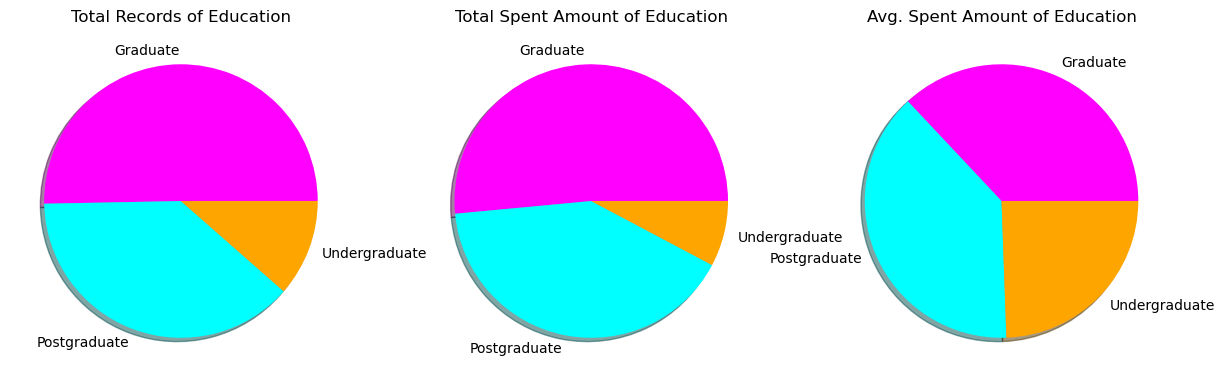 Total Records of Education
Graduate
Undergraduate
Postgraduate
Total Spent Amount of Education
Graduate
Undergraduate
Postgraduate
Avg. Spent Amount of Education
Graduate
Postgraduate
Undergraduate